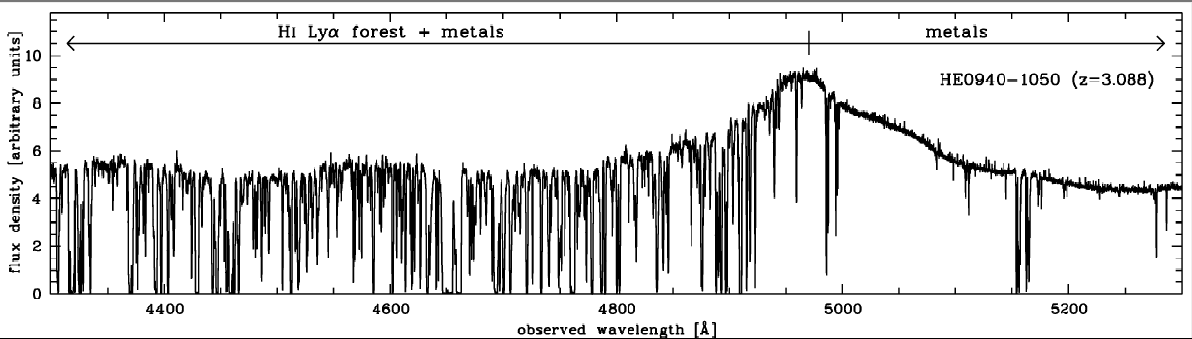 HI Lyα forest + metals
metals
HE0940-1050 (z=3.088)
flux density [arbitrary units]
10
8
6
4
2
0
4400
4600
4800
5000
5200
observed wavelength [Å]